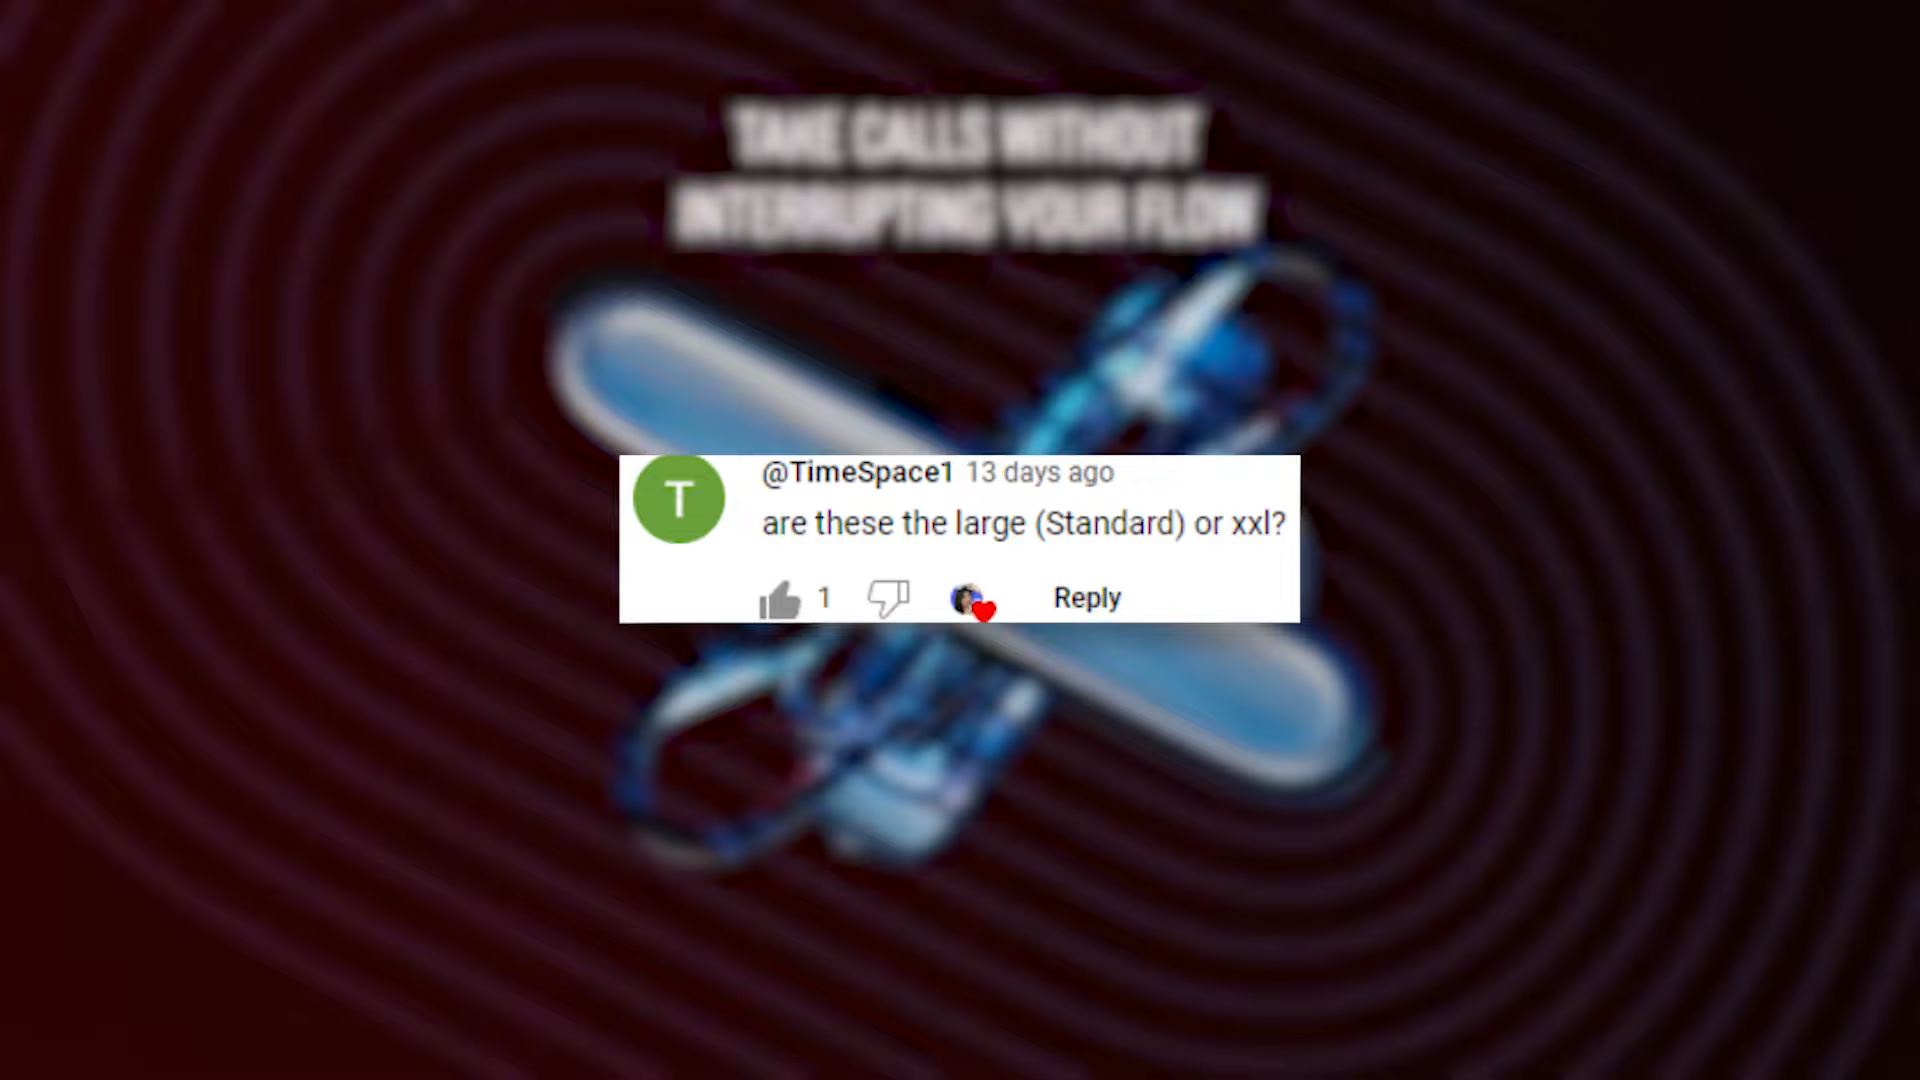 TAKE CALLS WITHOUT
INTERRUPTING YOUR FLOW
T
@TimeSpace1 13 days ago
are these the large (Standard) or xxl?
1
Reply